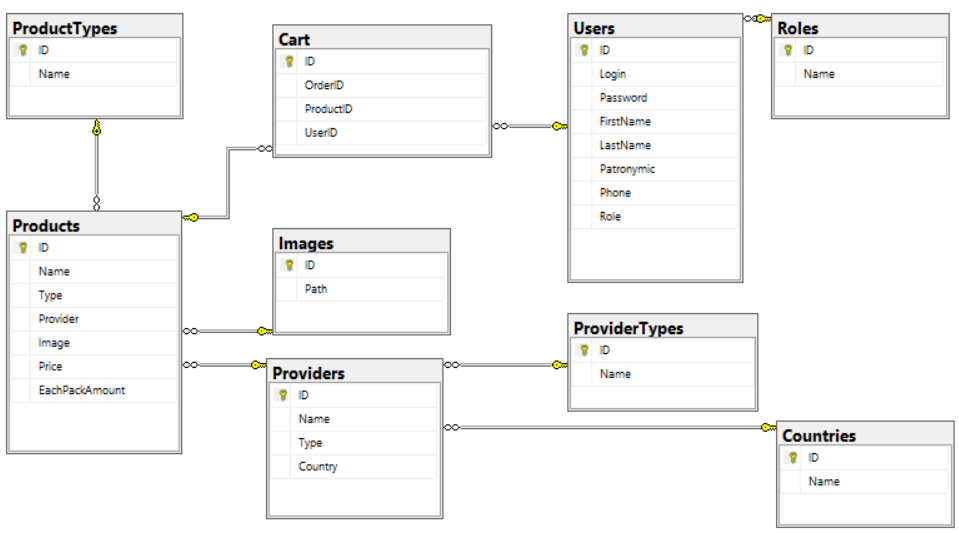 ProductTypes
ID
Name
Cart
ID
OrderID
ProductID
UserID
Users
ID
Login
Password
FirstName
LastName
Patronymic
Phone
Role
Roles
ID
Name
Products
ID
Name
Type
Provider
Image
Price
EachPackAmount
Images
ID
Path
Providers
ID
Name
Type
Country
ProviderTypes
ID
Name
Countries
ID
Name